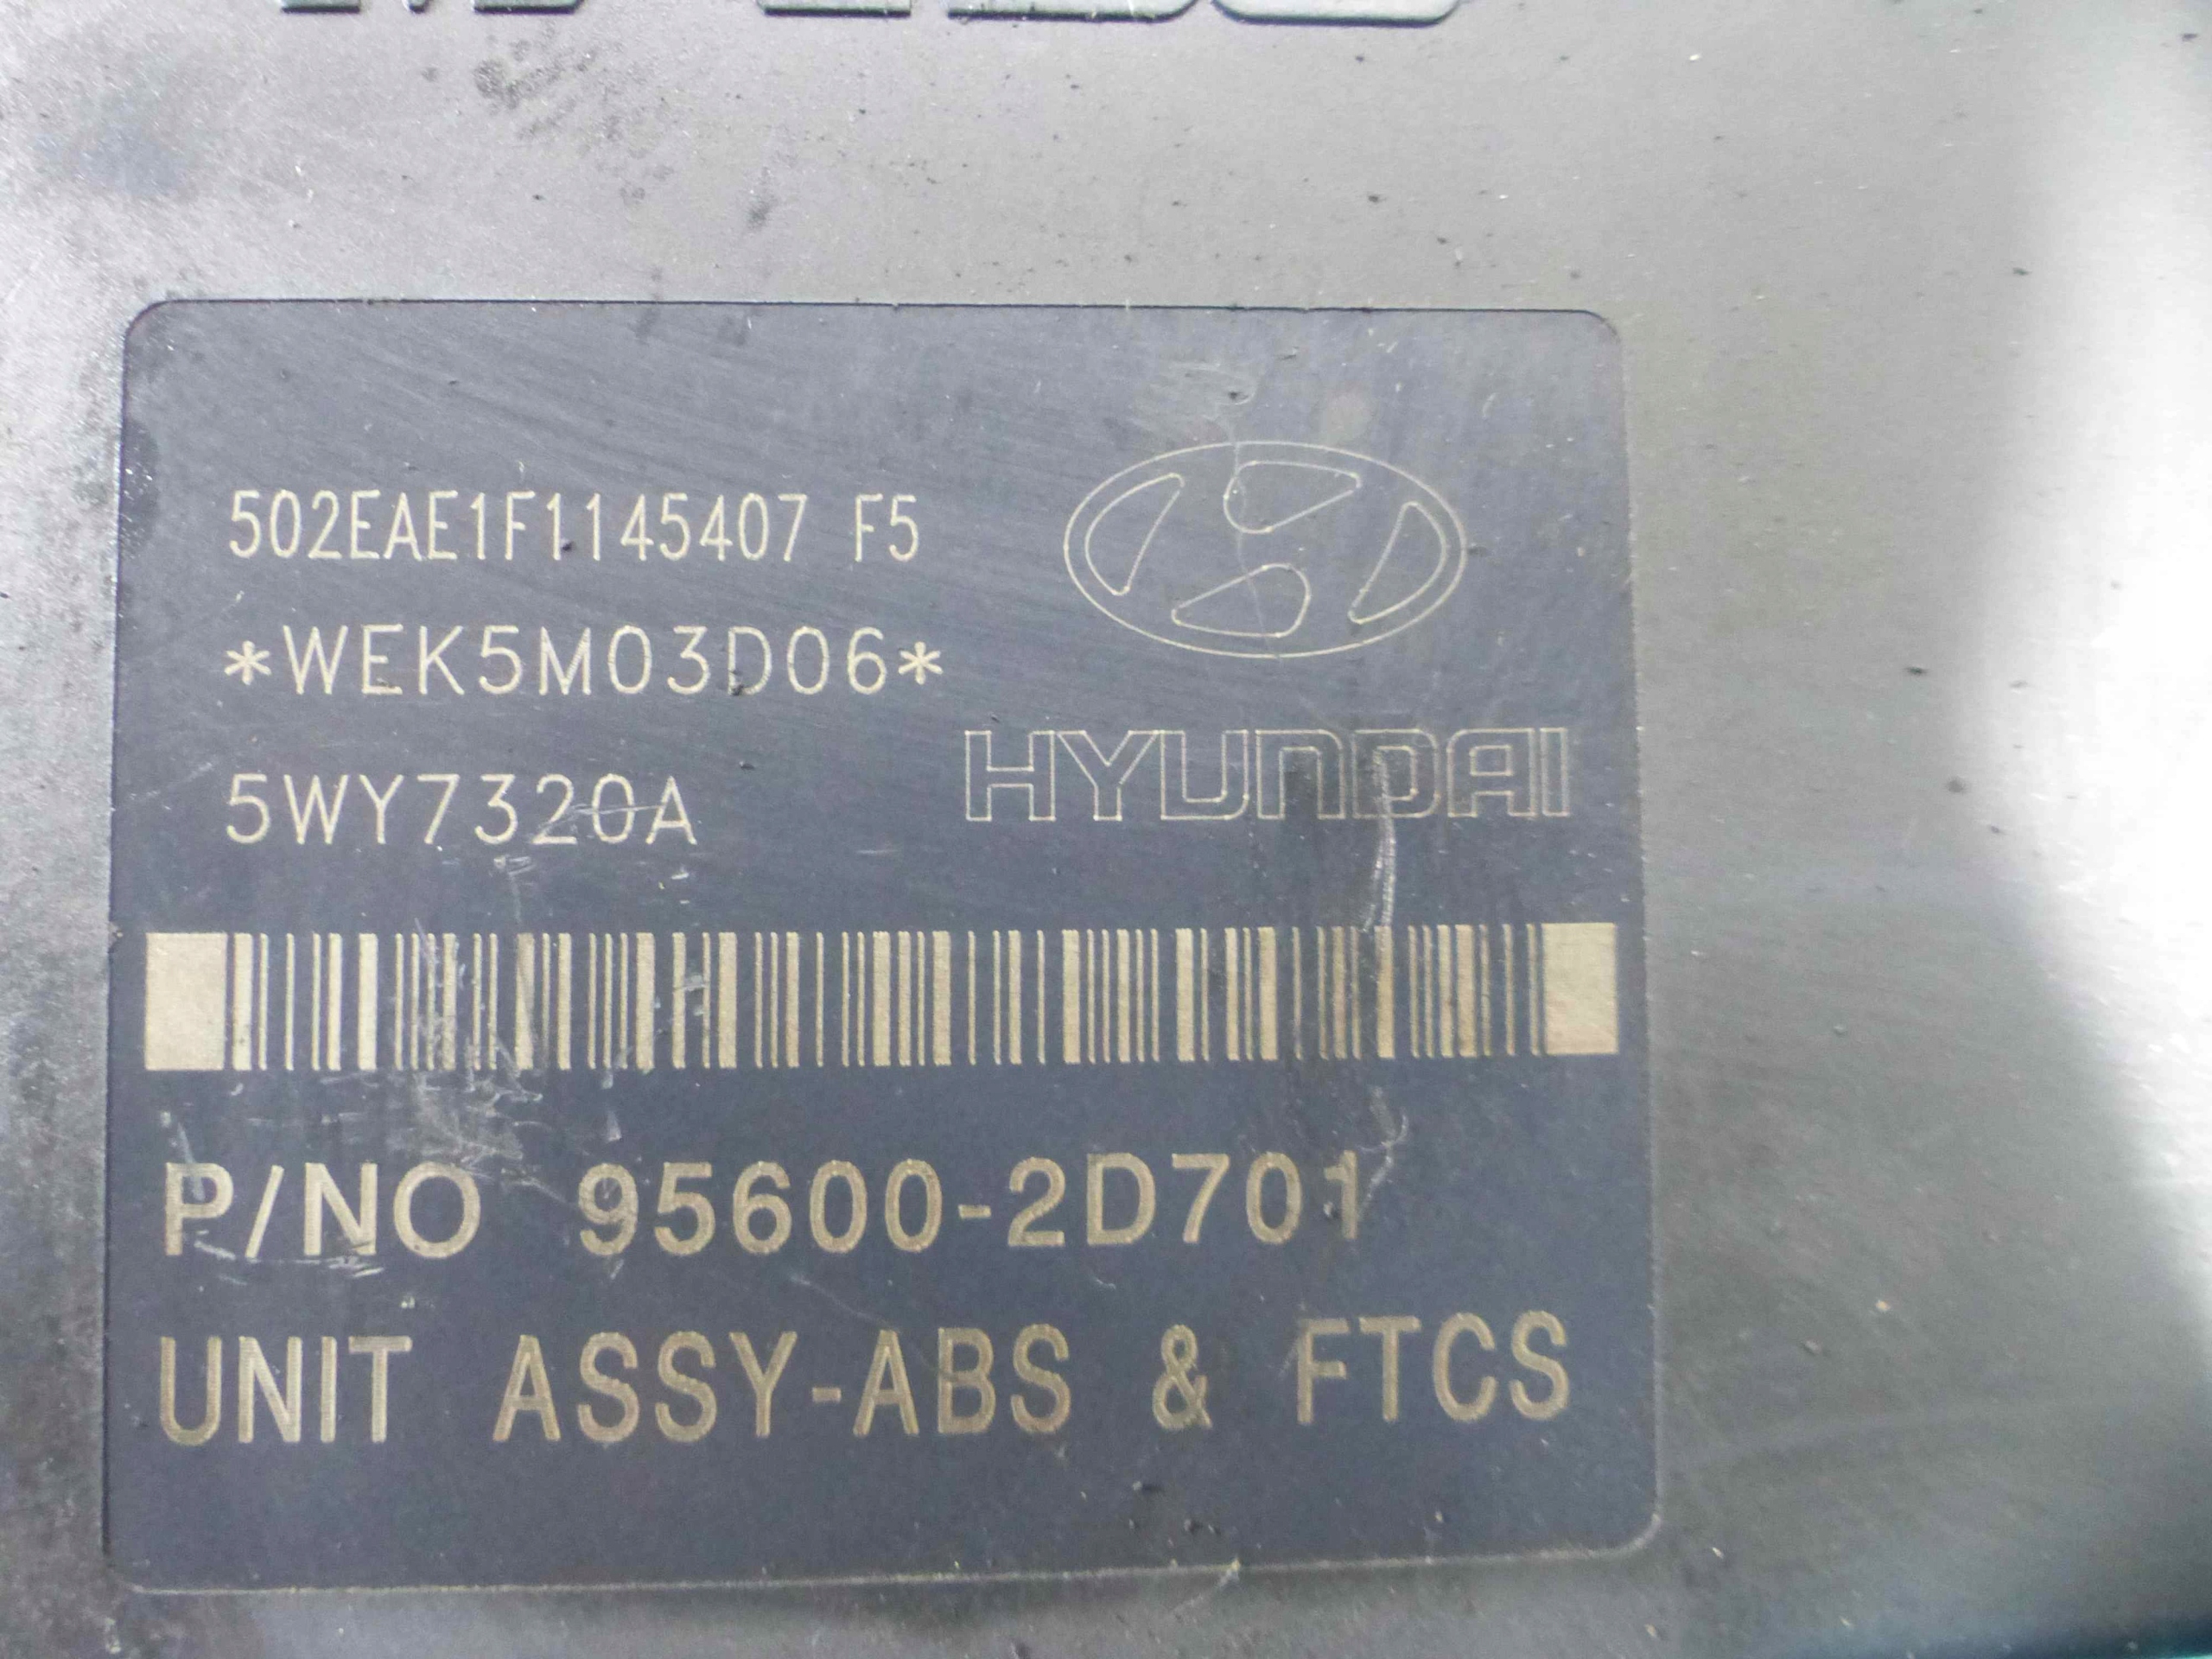 502EAE1F1145407 F5
*WEK5M03D06*
5WY7320A
HYUNDAI
P/NO 95600-2D701
UNIT ASSY-ABS & FTCS